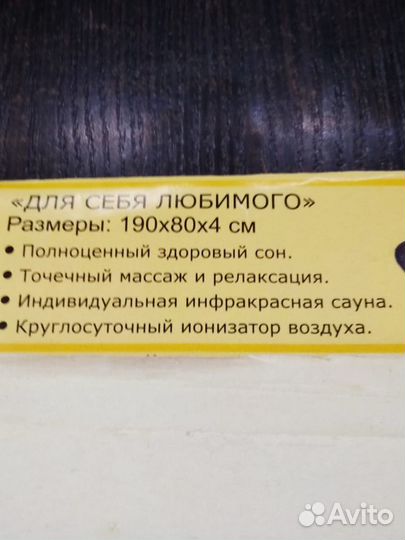 «ДЛЯ СЕБЯ ЛЮБИМОГО»
Размеры: 190х80х4 см
• Полноценный здоровый сон.
• Точечный массаж и релаксация.
• Индивидуальная инфракрасная сауна.
• Круглосуточный ионизатор воздуха.
Avito